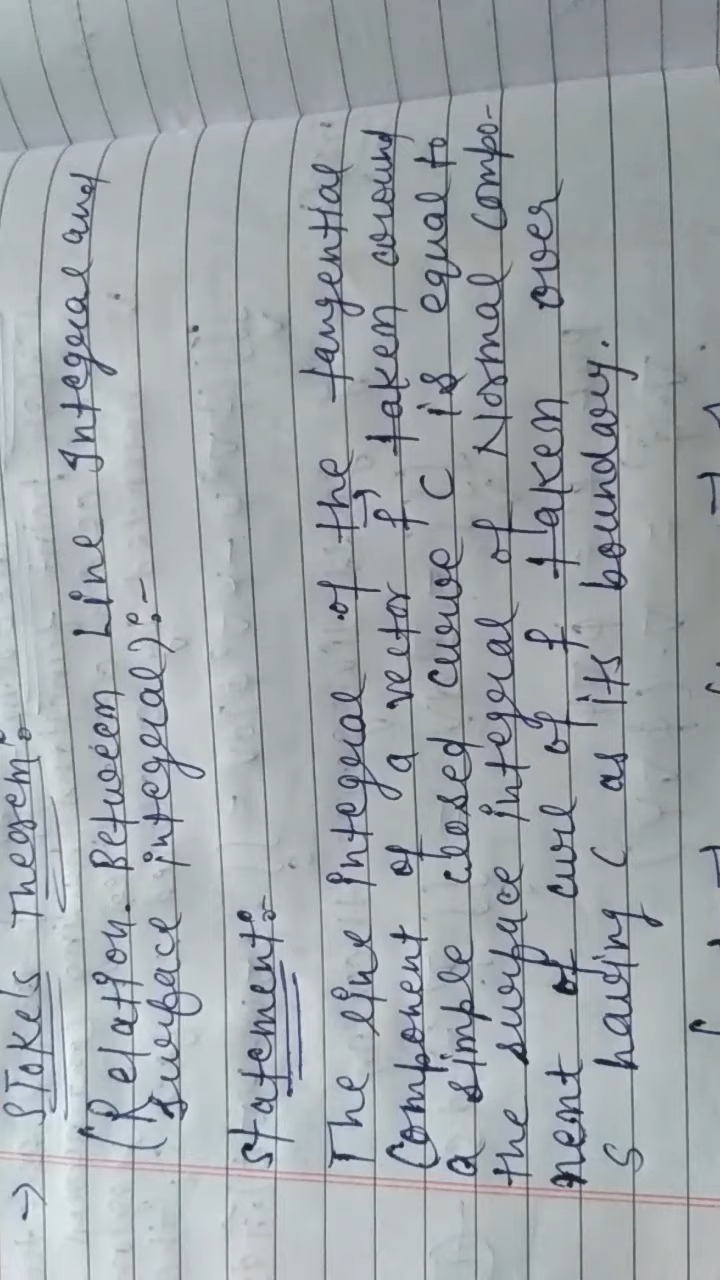 → Stoke's Theorem:
(Relation Between Line Integral and
Surface integral):-
Statement:
The line integral of the tangential
Component of a vector f⃗ taken around
a simple closed curve C is equal to
the surface integral of Normal compo-
nent of curl of f taken over
S having C as its boundary.